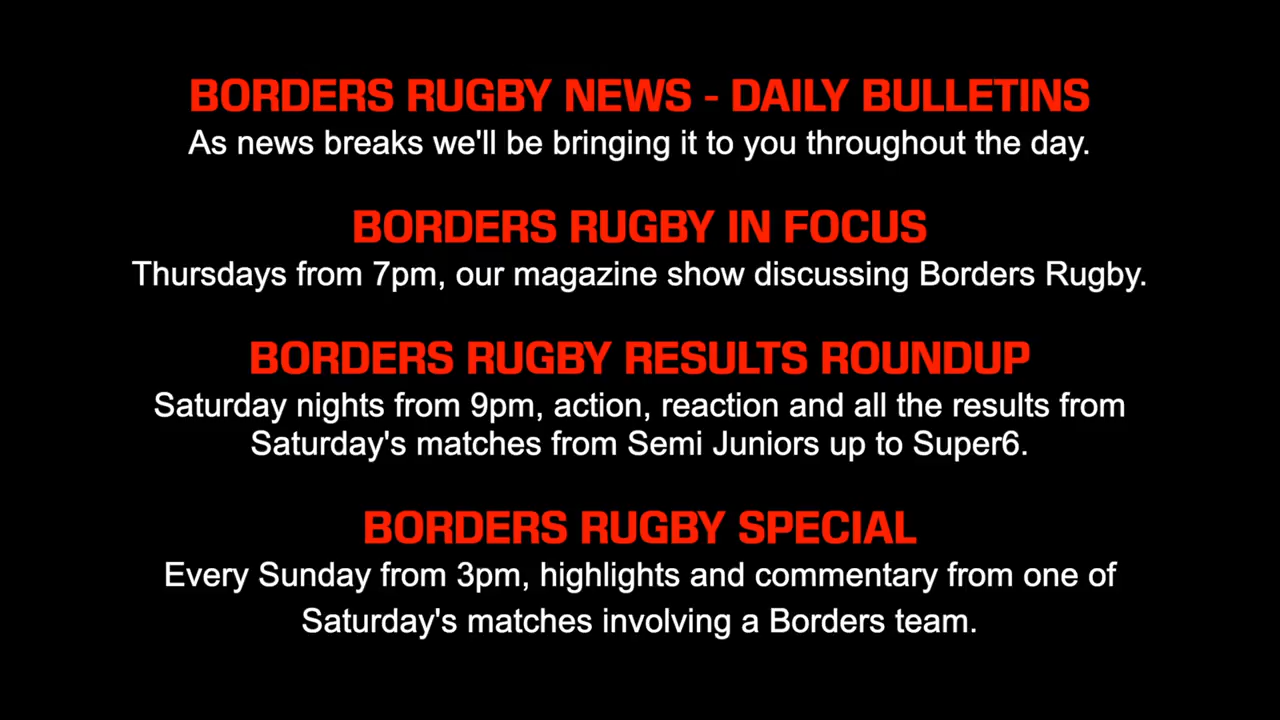 BORDERS RUGBY NEWS - DAILY BULLETINS
As news breaks we'll be bringing it to you throughout the day.
BORDERS RUGBY IN FOCUS
Thursdays from 7pm, our magazine show discussing Borders Rugby.
BORDERS RUGBY RESULTS ROUNDUP
Saturday nights from 9pm, action, reaction and all the results from
Saturday's matches from Semi Juniors up to Super6.
BORDERS RUGBY SPECIAL
Every Sunday from 3pm, highlights and commentary from one of
Saturday's matches involving a Borders team.